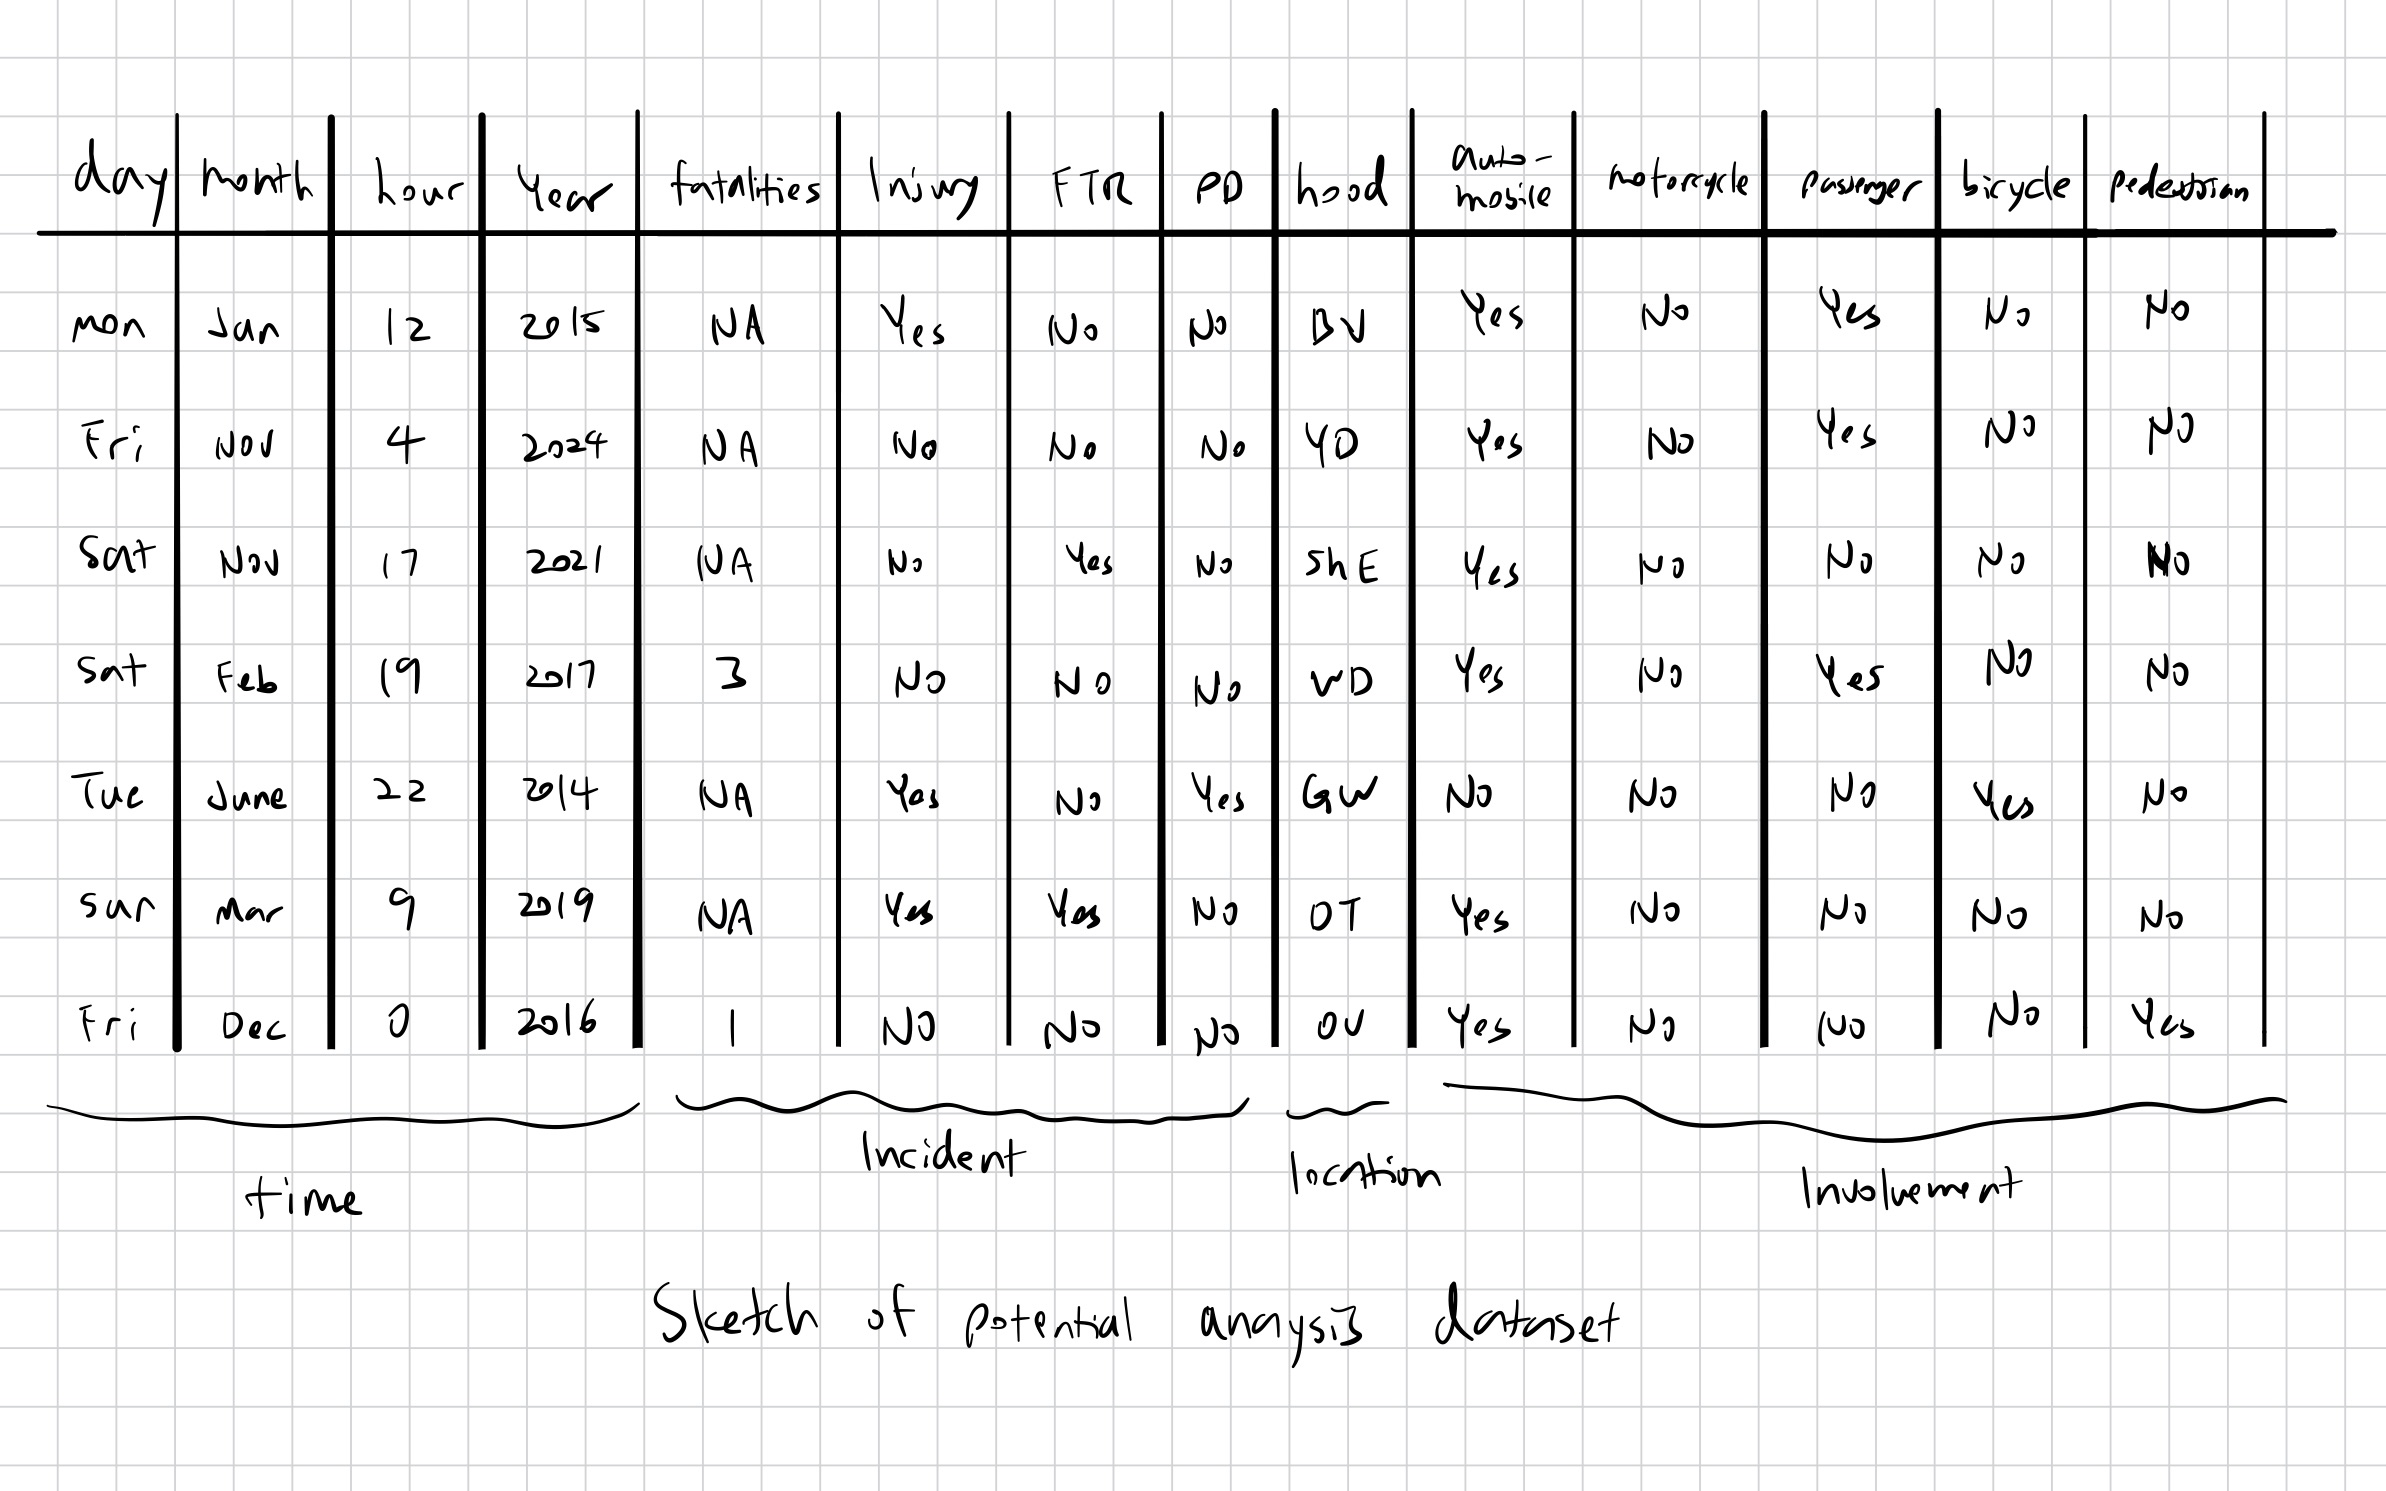 day month hour Year fatalities Injury FTR PD hood auto-mobile motorcycle passenger bicycle pedestrian
mon Jan 12 2015 NA Yes No No BV Yes No Yes No No
Fri Nov 4 2024 NA No No No YD Yes No Yes No No
Sat Nov 17 2021 NA No Yes No ShE Yes No No No No
Sat Feb 19 2017 3 No No No WD Yes No Yes No No
Tue June 22 2014 NA Yes No Yes GW No No No Yes No
Sun Mar 9 2019 NA Yes Yes No OT Yes No No No No
Fri Dec 0 2016 1 NO No No OV Yes No No No Yes
time Incident location Involvement
Sketch of potential anaysis dataset